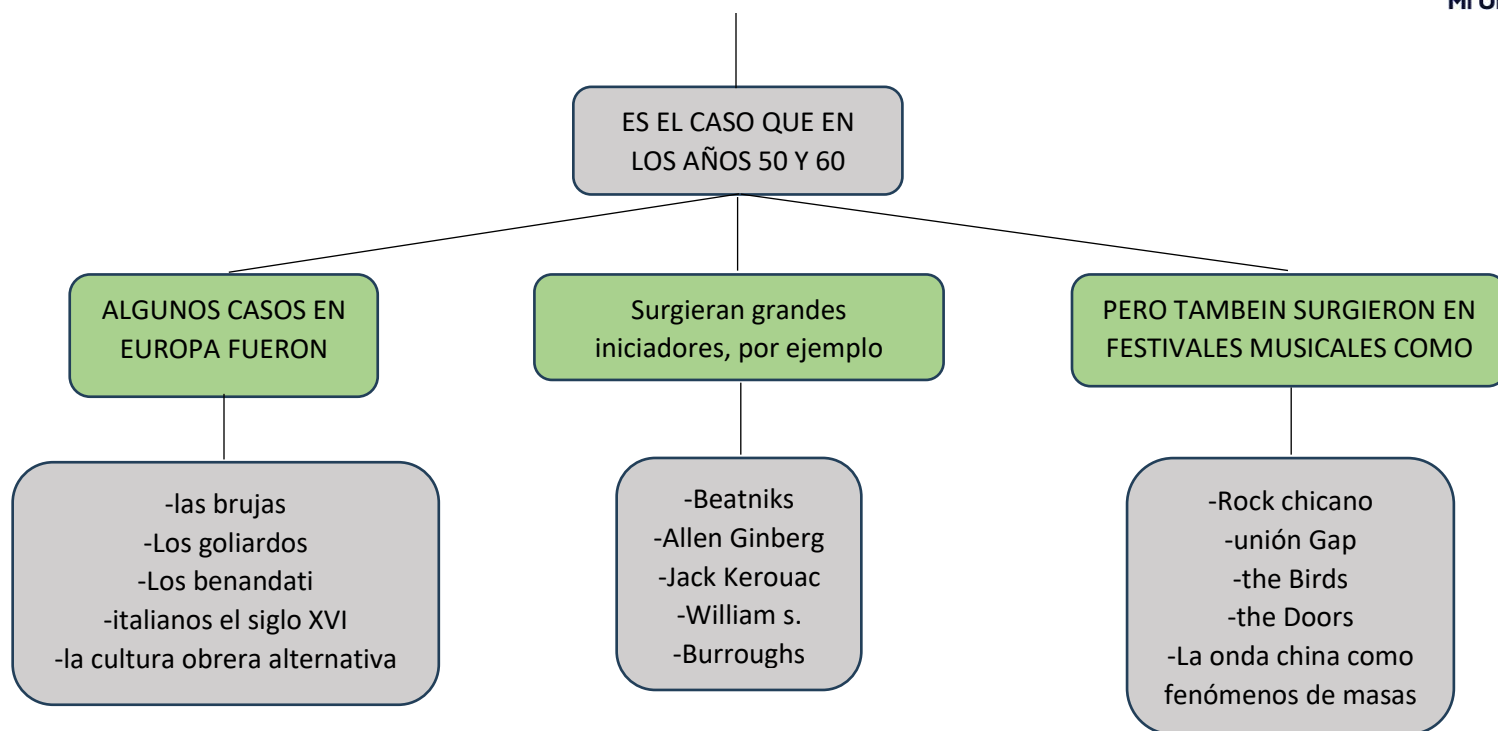 ES EL CASO QUE EN
LOS AÑOS 50 Y 60
ALGUNOS CASOS EN
EUROPA FUERON
Surgieran grandes
iniciadores, por ejemplo
PERO TAMBEIN SURGIERON EN
FESTIVALES MUSICALES COMO
-las brujas
-Los goliardos
-Los benandati
-italianos el siglo XVI
-la cultura obrera alternativa
-Beatniks
-Allen Ginberg
-Jack Kerouac
-William s.
-Burroughs
-Rock chicano
-unión Gap
-the Birds
-the Doors
-La onda china como
fenómenos de masas